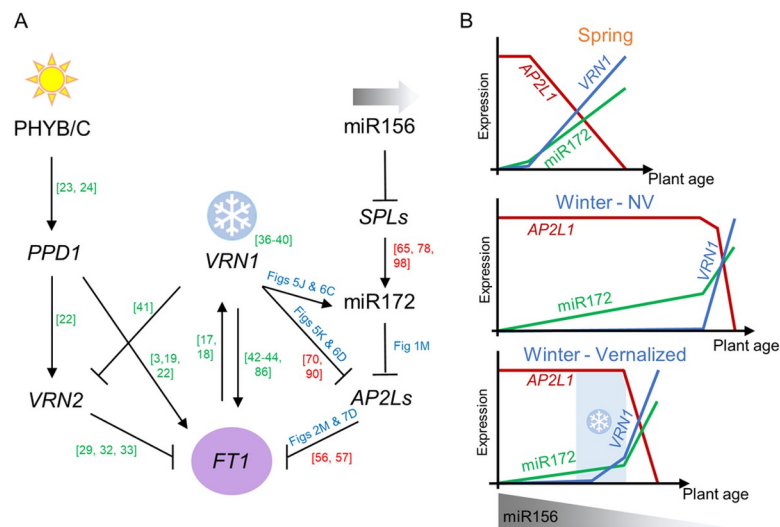 A
PHYB/C
[23, 24]
PPD1
[22]
[3,19,
22]
VRN2
[29, 32, 33]
[41]
[36-40]
VRN1
[17,
18]
[42-44,
86]
FT1
miR156
SPLs
[65, 78,
98]
Figs 5J & 6C
miR172
Figs 5K & 6D
[70,
90]
Fig 1M
AP2Ls
Figs 2M & 7D
[56, 57]
B
Spring
Expression
AP2L1
VRN1
miR172
Plant age
Winter - NV
Expression
AP2L1
VRN1
miR172
Plant age
Winter - Vernalized
Expression
AP2L1
VRN1
miR172
Plant age
miR156